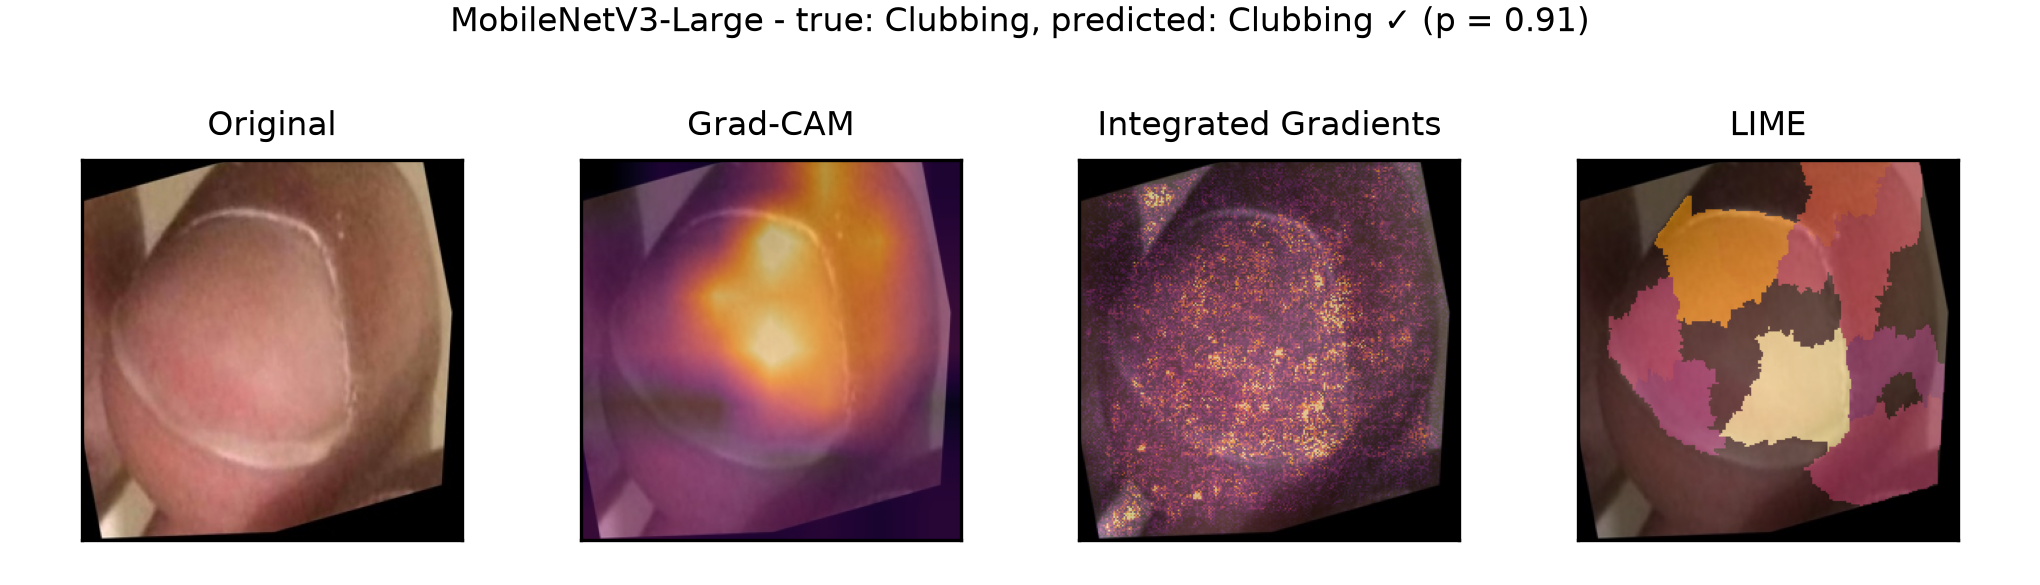 MobileNetV3-Large - true: Clubbing, predicted: Clubbing ✓ (p = 0.91)
Original
Grad-CAM
Integrated Gradients
LIME